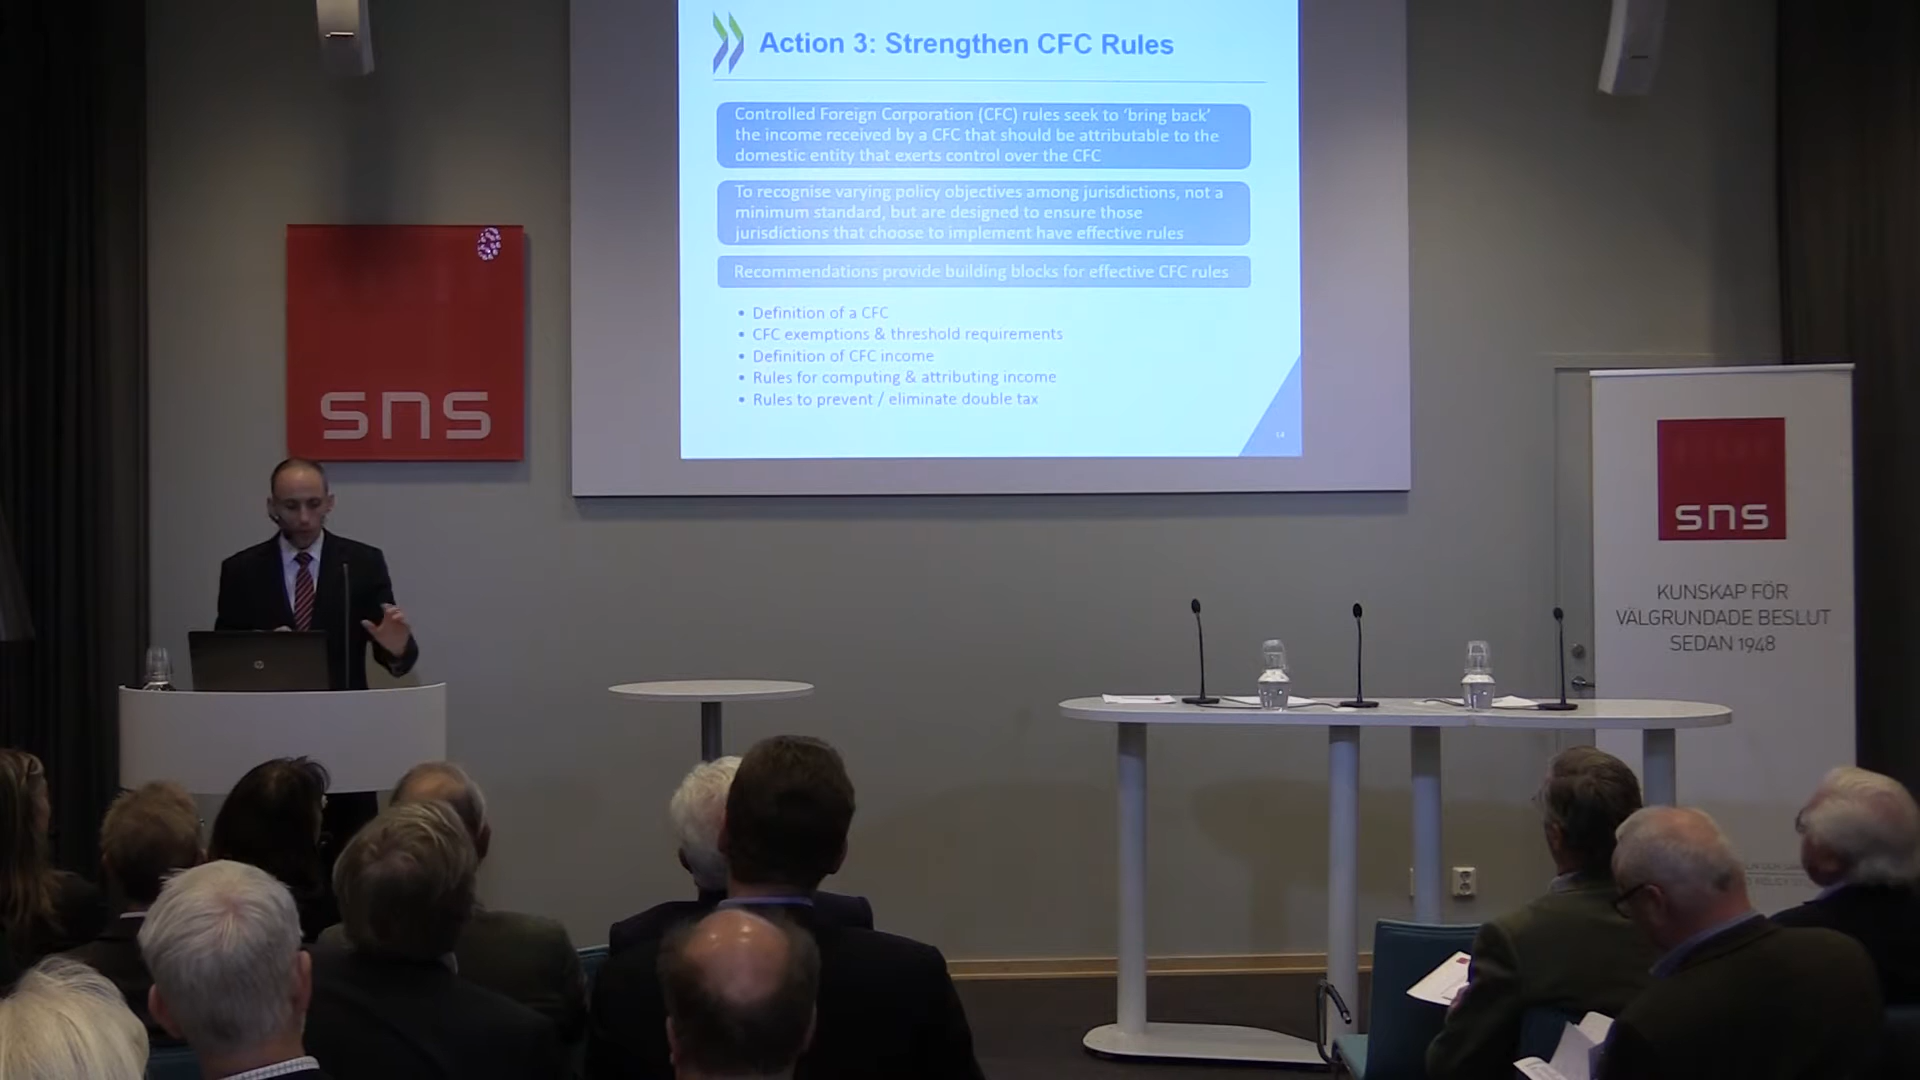 Action 3: Strengthen CFC Rules
Controlled Foreign Corporation (CFC) rules seek to ‘bring back’
the income received by a CFC that should be attributable to the
domestic entity that exerts control over the CFC
To recognise varying policy objectives among jurisdictions, not a
minimum standard, but are designed to ensure those
jurisdictions that choose to implement have effective rules
Recommendations provide building blocks for effective CFC rules
• Definition of a CFC
• CFC exemptions & threshold requirements
• Definition of CFC income
• Rules for computing & attributing income
• Rules to prevent / eliminate double tax
14
sns
hp
sns
KUNSKAP FÖR
VÄLGRUNDADE BESLUT
SEDAN 1948